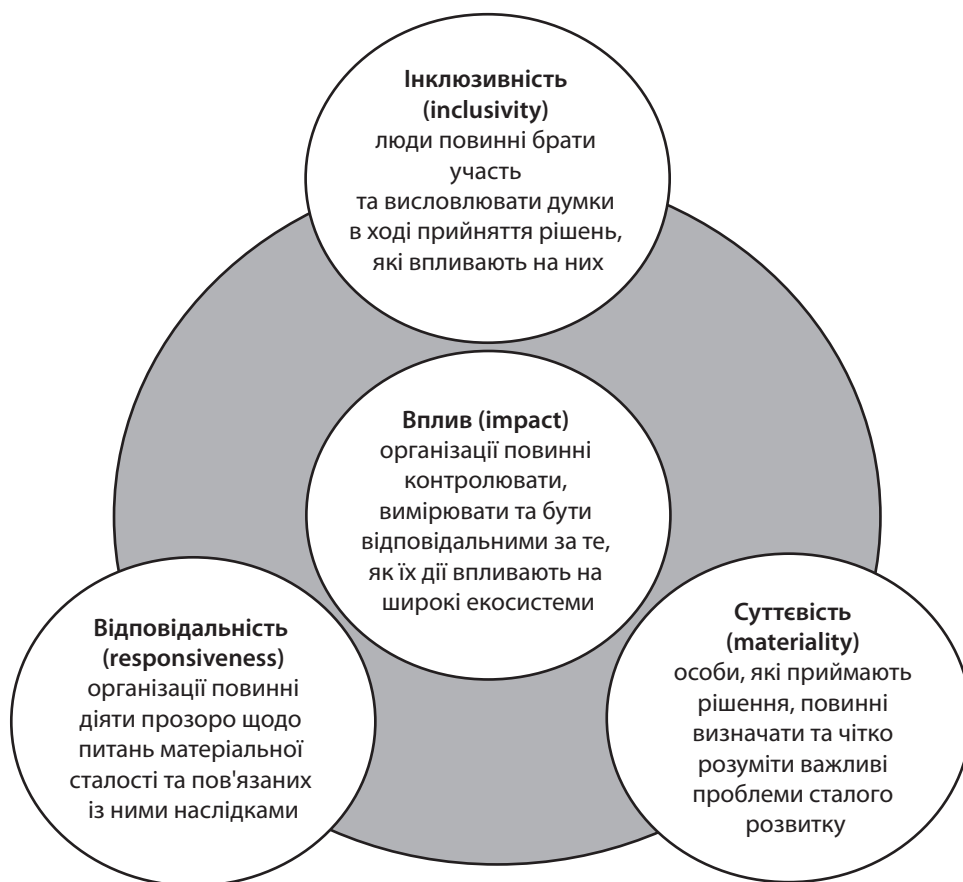 Інклюзивність
(inclusivity)
люди повинні брати
участь
та висловлювати думки
в ході прийняття рішень,
які впливають на них
Вплив (impact)
організації повинні
контролювати,
вимірювати та бути
відповідальними за те,
як їх дії впливають на
широкі екосистеми
Відповідальність
(responsiveness)
організації повинні
діяти прозоро щодо
питань матеріальної
сталості та пов'язаних
із ними наслідками
Суттєвість
(materiality)
особи, які приймають
рішення, повинні
визначати та чітко
розуміти важливі
проблеми сталого
розвитку